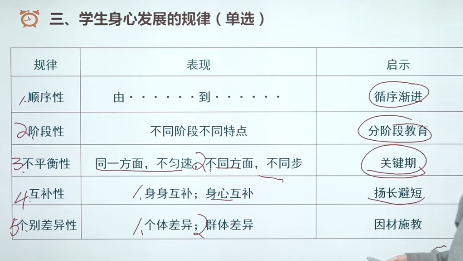 三、学生身心发展的规律（单选）
规律 表现 启示
1.顺序性 由······到······ 循序渐进
2阶段性 不同阶段不同特点 分阶段教育
3.不平衡性 同一方面，不匀速；2不同方面，不同步 关键期
4.互补性 1.身身互补；身心互补 扬长避短
5个别差异性 1.个体差异；2群体差异 因材施教